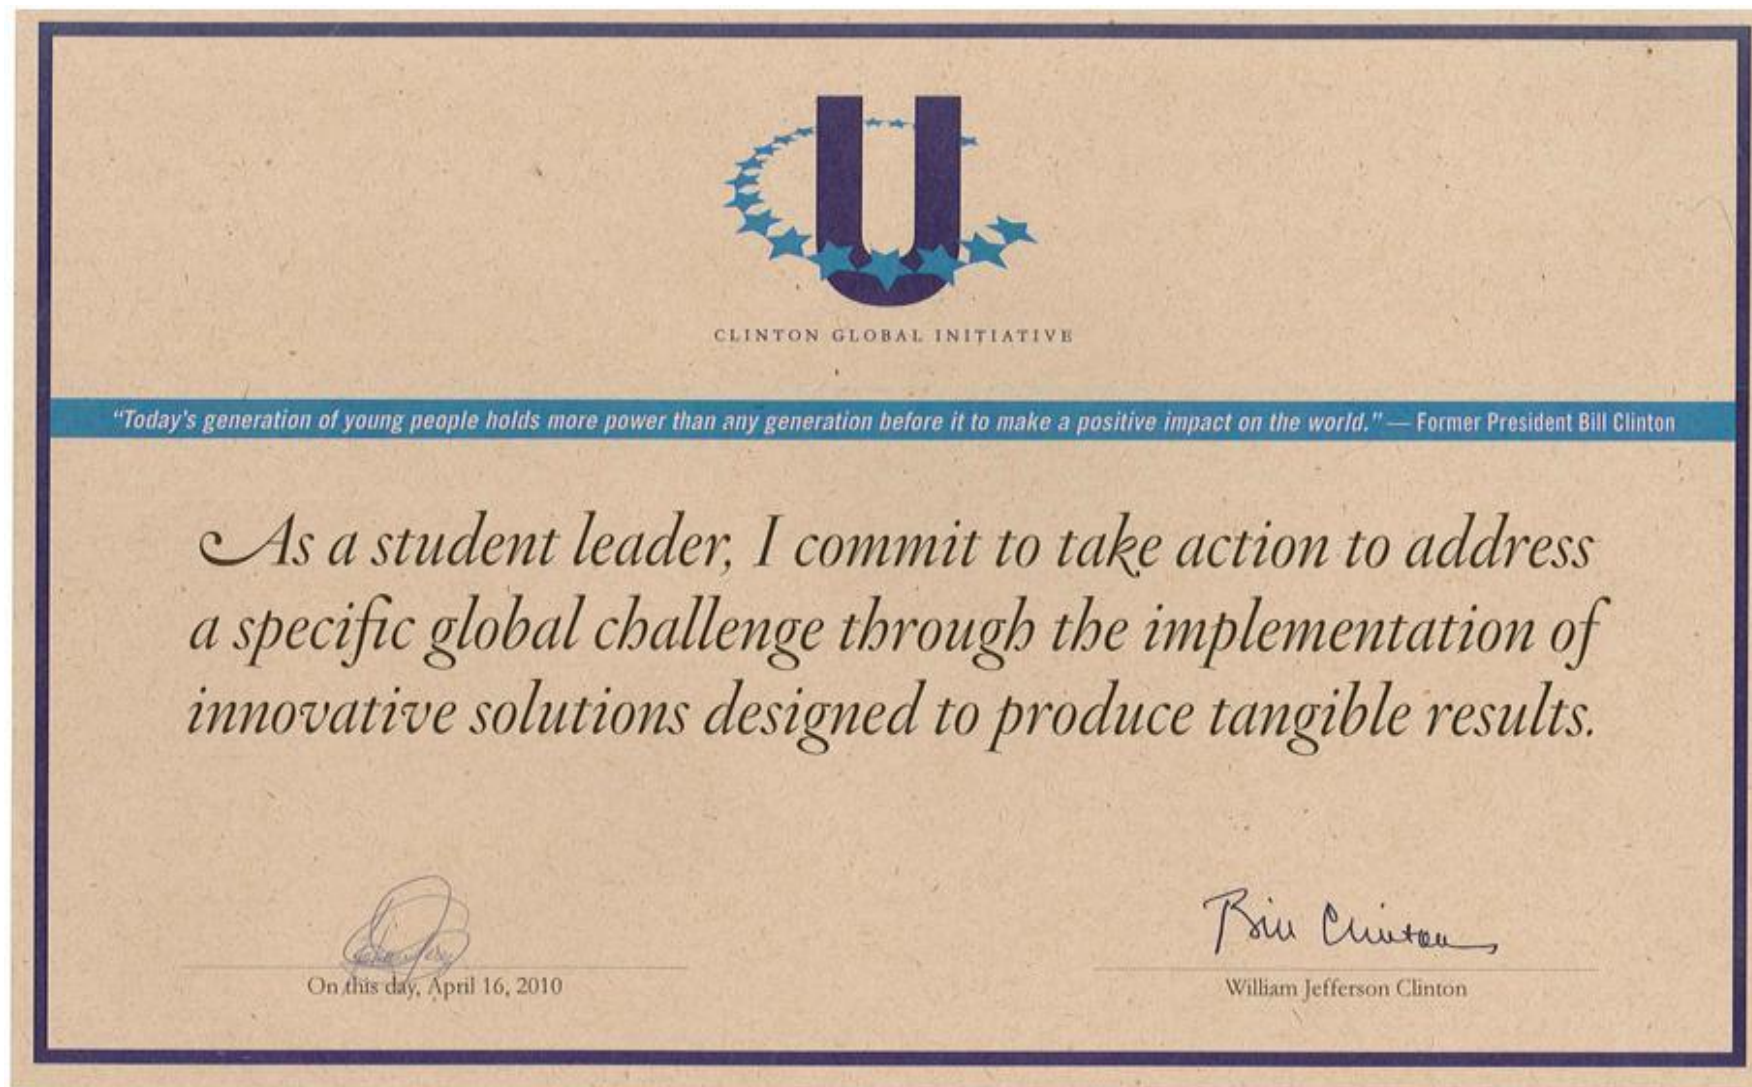 U
CLINTON GLOBAL INITIATIVE
“Today's generation of young people holds more power than any generation before it to make a positive impact on the world.” — Former President Bill Clinton
As a student leader, I commit to take action to address
a specific global challenge through the implementation of
innovative solutions designed to produce tangible results.
Bill Clinton
On this day, April 16, 2010
William Jefferson Clinton